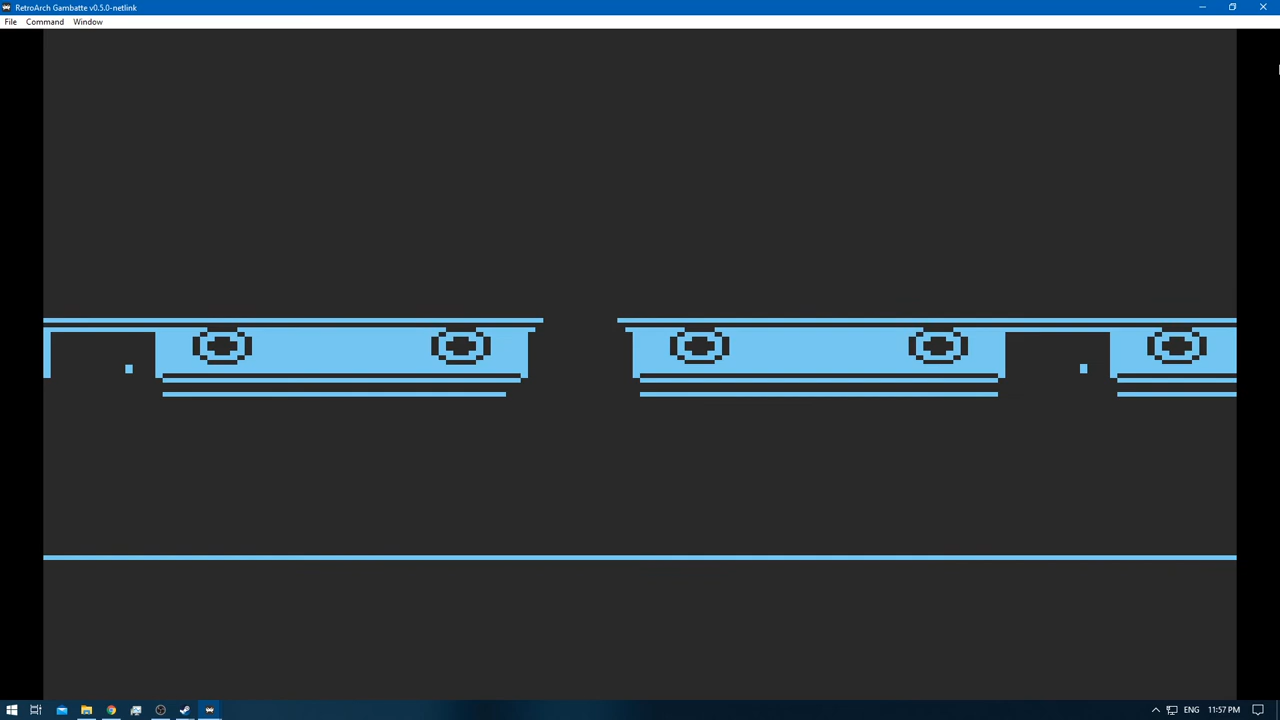 RetroArch Gambatte v0.5.0-netlink
File Command Window
ENG 11:57 PM